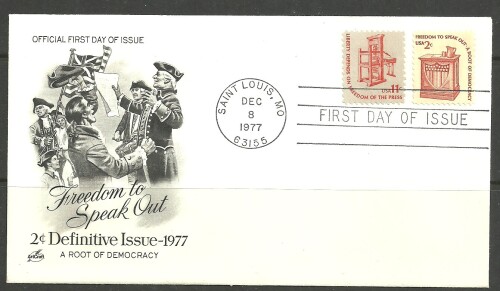 OFFICIAL FIRST DAY OF ISSUE
Freedom to
Speak Out
2¢ Definitive Issue-1977
A ROOT OF DEMOCRACY
SAINT LOUIS, MO
DEC
8
1977
63155
FIRST DAY OF ISSUE
LIBERTY DEPENDS ON
FREEDOM OF THE PRESS
USA 11¢
FREEDOM TO SPEAK OUT-
A ROOT OF DEMOCRACY
USA 2¢